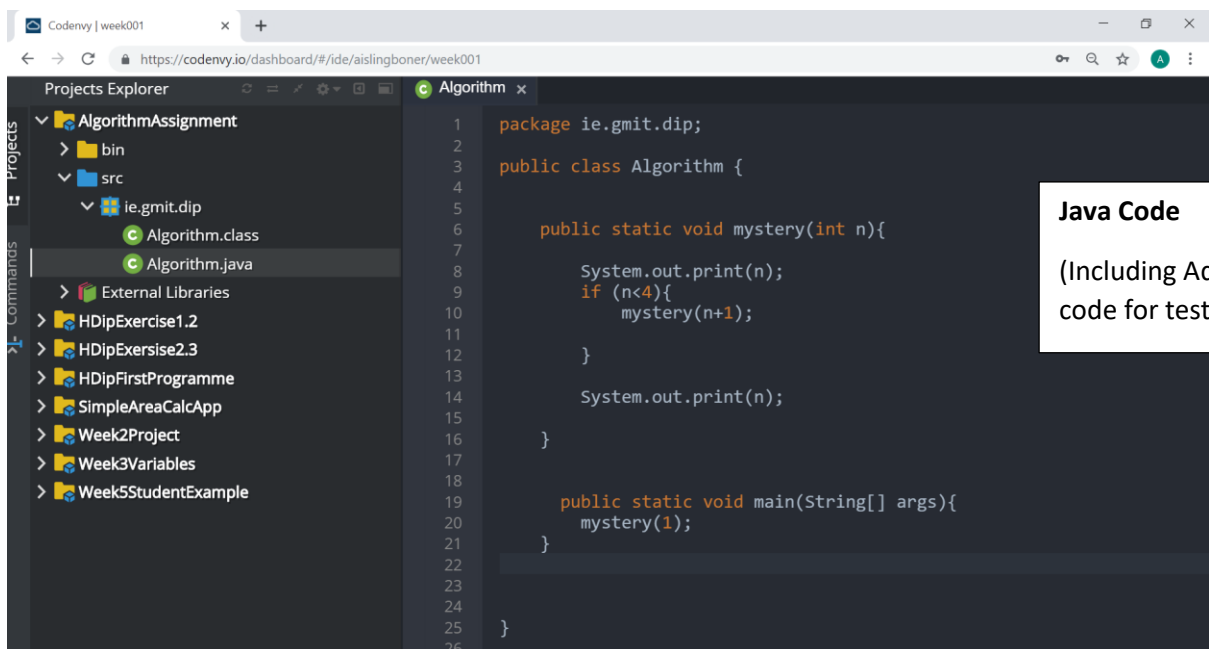 Codenvy | week001
https://codenvy.io/dashboard/#/ide/aislingboner/week001
A
Projects Explorer
Algorithm
Projects
Commands
AlgorithmAssignment
bin
src
ie.gmit.dip
Algorithm.class
Algorithm.java
External Libraries
HDipExercise1.2
HDipExersise2.3
HDipFirstProgramme
SimpleAreaCalcApp
Week2Project
Week3Variables
Week5StudentExample
1 package ie.gmit.dip;
2
3 public class Algorithm {
4
5
6 public static void mystery(int n){
7
8 System.out.print(n);
9 if (n<4){
10 mystery(n+1);
11
12 }
13
14 System.out.print(n);
15
16 }
17
18
19 public static void main(String[] args){
20 mystery(1);
21 }
22
23
24
25 }
26
Java Code
(Including Ad
code for test